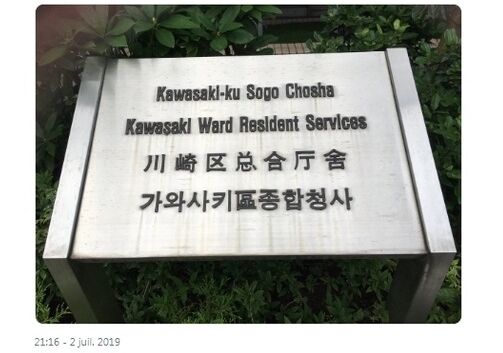 Kawasaki-ku Sogo Chosha
Kawasaki Ward Resident Services
川崎区总合厅舍
가와사키區종합청사
21:16 - 2 juil. 2019